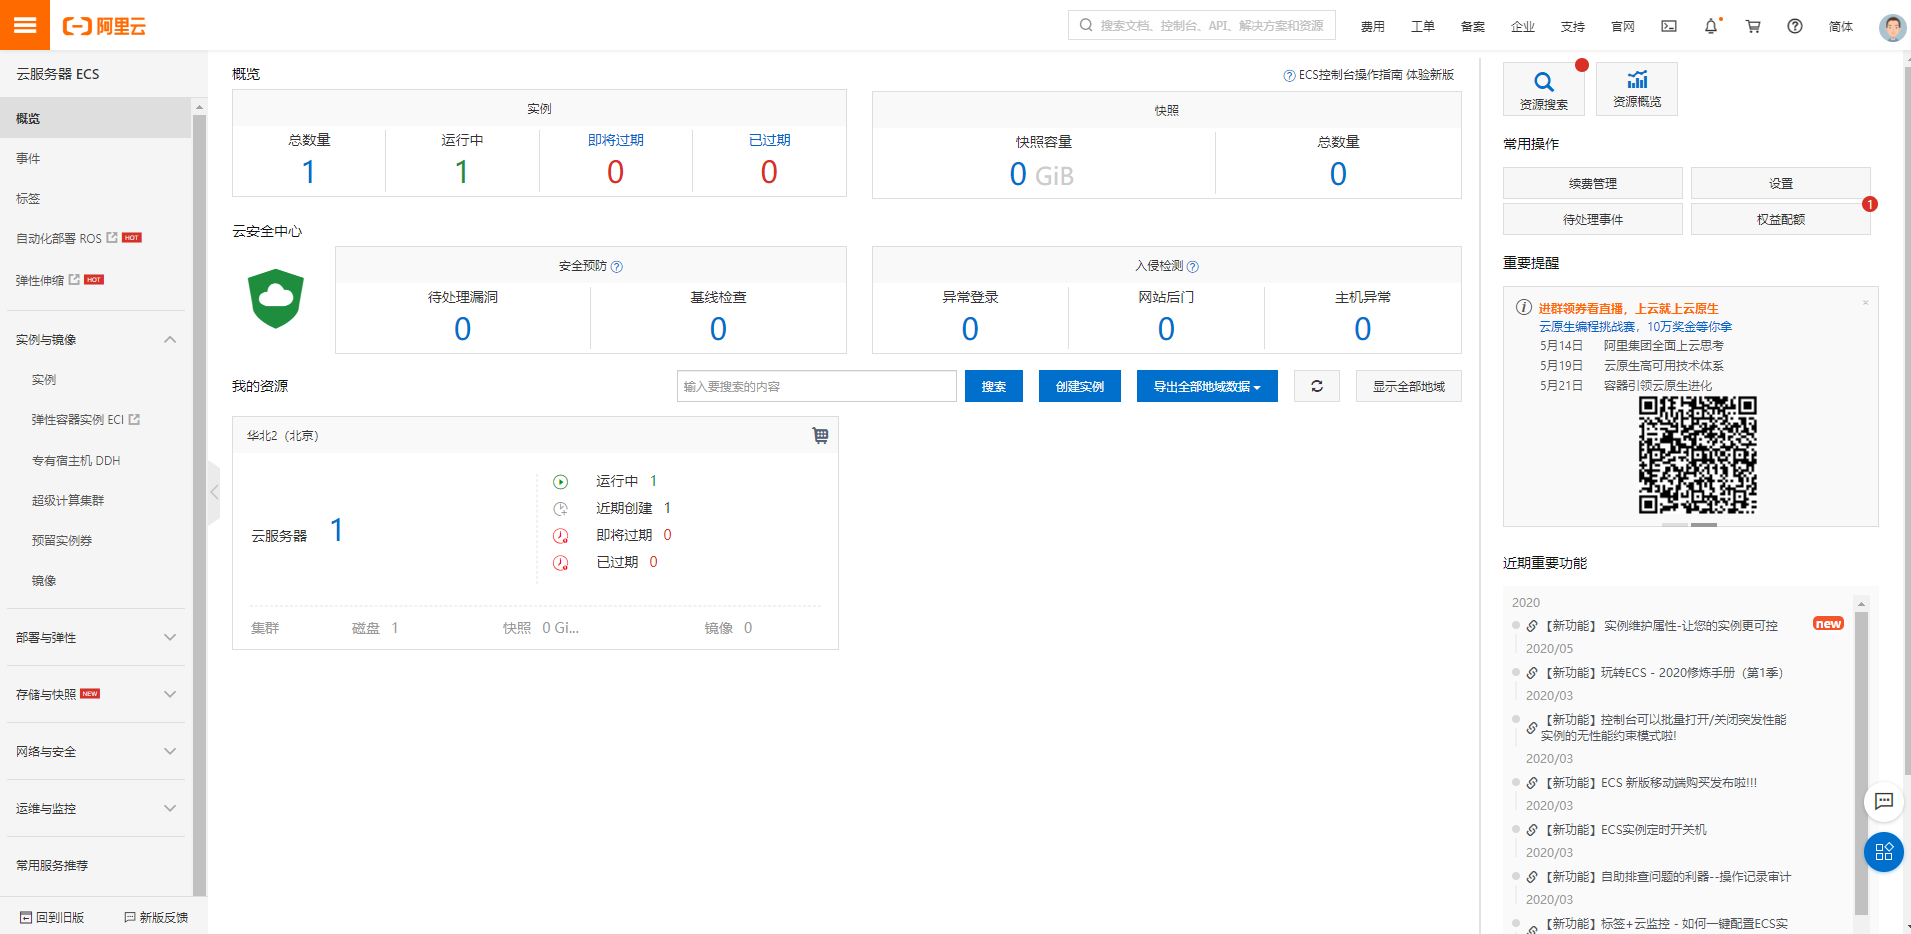 阿里云
搜索文档、控制台、API、解决方案和资源
费用
工单
备案
企业
支持
官网
简体
云服务器 ECS
概览
事件
标签
自动化部署 ROS HOT
弹性伸缩 HOT
实例与镜像
实例
弹性容器实例 ECI
专有宿主机 DDH
超级计算集群
预留实例券
镜像
部署与弹性
存储与快照 NEW
网络与安全
运维与监控
常用服务推荐
回到旧版
新版反馈
概览
ECS控制台操作指南 体验新版
实例
总数量
1
运行中
1
即将过期
0
已过期
0
快照
快照容量
0 GiB
总数量
0
云安全中心
安全预防
待处理漏洞
0
基线检查
0
入侵检测
异常登录
0
网站后门
0
主机异常
0
我的资源
输入要搜索的内容
搜索
创建实例
导出全部地域数据
显示全部地域
华北2（北京）
云服务器 1
运行中 1
近期创建 1
即将过期 0
已过期 0
集群
磁盘 1
快照 0 Gi...
镜像 0
资源搜索
资源概览
常用操作
续费管理
设置
待处理事件
权益配额
1
重要提醒
进群领券看直播，上云就上云原生
云原生编程挑战赛，10万奖金等你拿
5月14日 阿里集团全面上云思考
5月19日 云原生高可用技术体系
5月21日 容器引领云原生进化
近期重要功能
2020
【新功能】 实例维护属性-让您的实例更可控 new
2020/05
【新功能】玩转ECS - 2020修炼手册（第1季）
2020/03
【新功能】控制台可以批量打开/关闭突发性能
实例的无性能约束模式啦!
2020/03
【新功能】ECS 新版移动端购买发布啦!!!
2020/03
【新功能】ECS实例定时开关机
2020/03
【新功能】自助排查问题的利器--操作记录审计
2020/03
【新功能】标签+云监控 - 如何一键配置ECS实